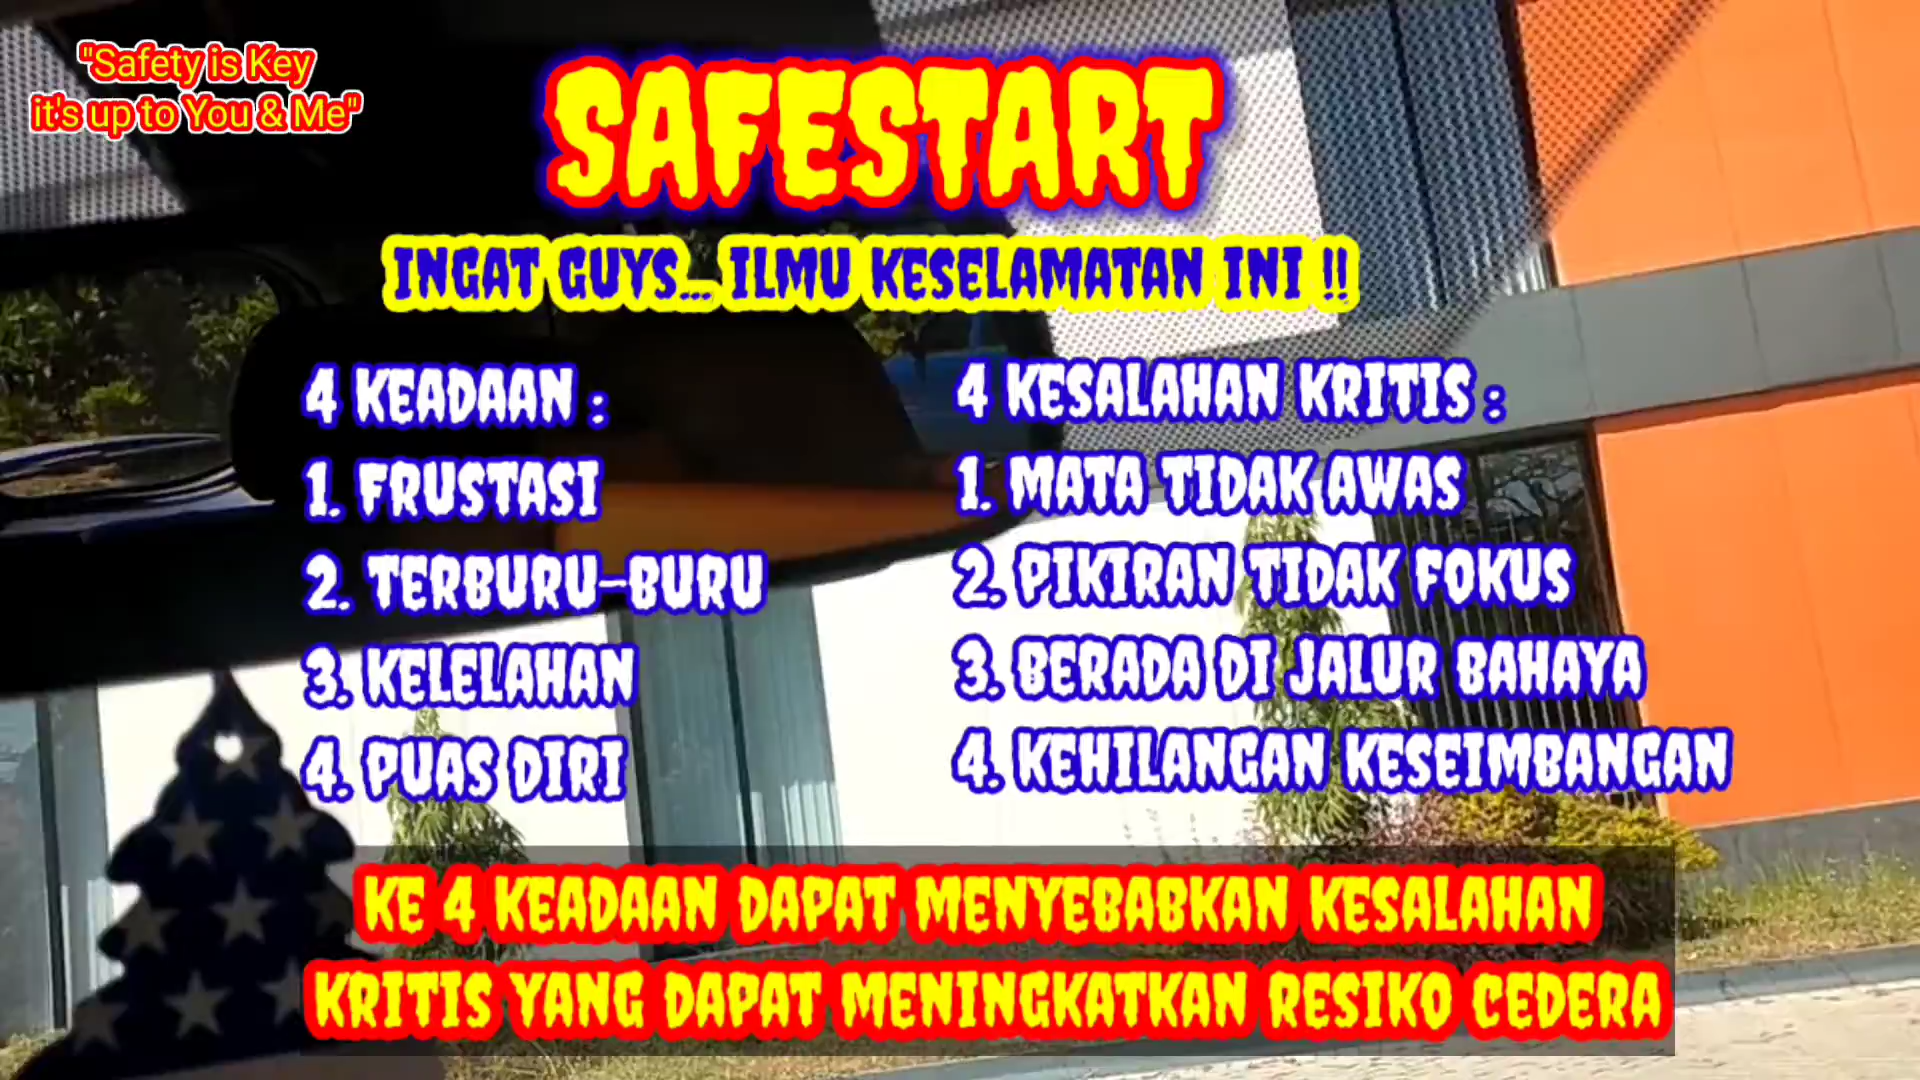 "Safety is Key
it's up to You & Me"
SAFESTART
INGAT GUYS... ILMU KESELAMATAN INI !!
4 KEADAAN :
1. FRUSTASI
2. TERBURU-BURU
3. KELELAHAN
4. PUAS DIRI
4 KESALAHAN KRITIS :
1. MATA TIDAK AWAS
2. PIKIRAN TIDAK FOKUS
3. BERADA DI JALUR BAHAYA
4. KEHILANGAN KESEIMBANGAN
KE 4 KEADAAN DAPAT MENYEBABKAN KESALAHAN
KRITIS YANG DAPAT MENINGKATKAN RESIKO CEDERA